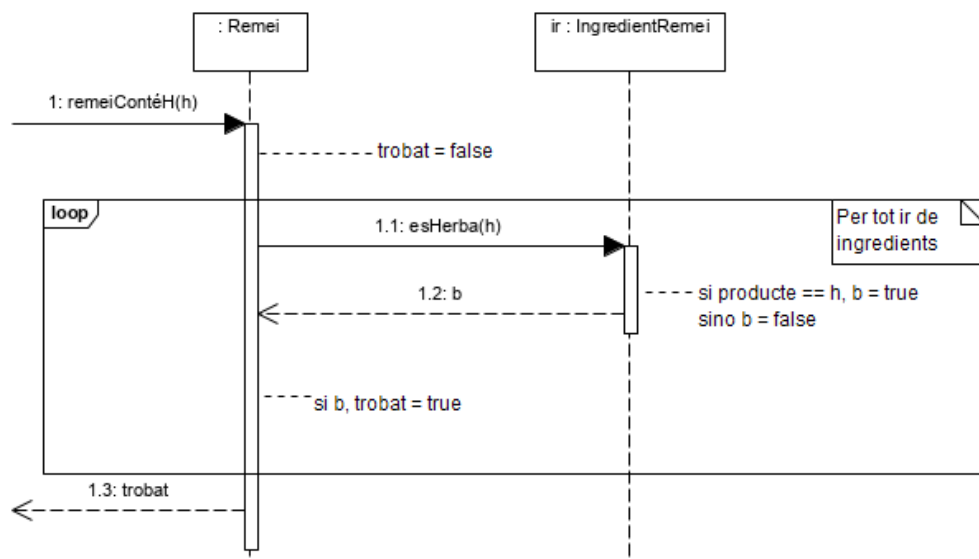 : Remei
ir : IngredientRemei
1: remeiContéH(h)
trobat = false
loop
Per tot ir de
ingredients
1.1: esHerba(h)
1.2: b
si producte == h, b = true
sino b = false
si b, trobat = true
1.3: trobat